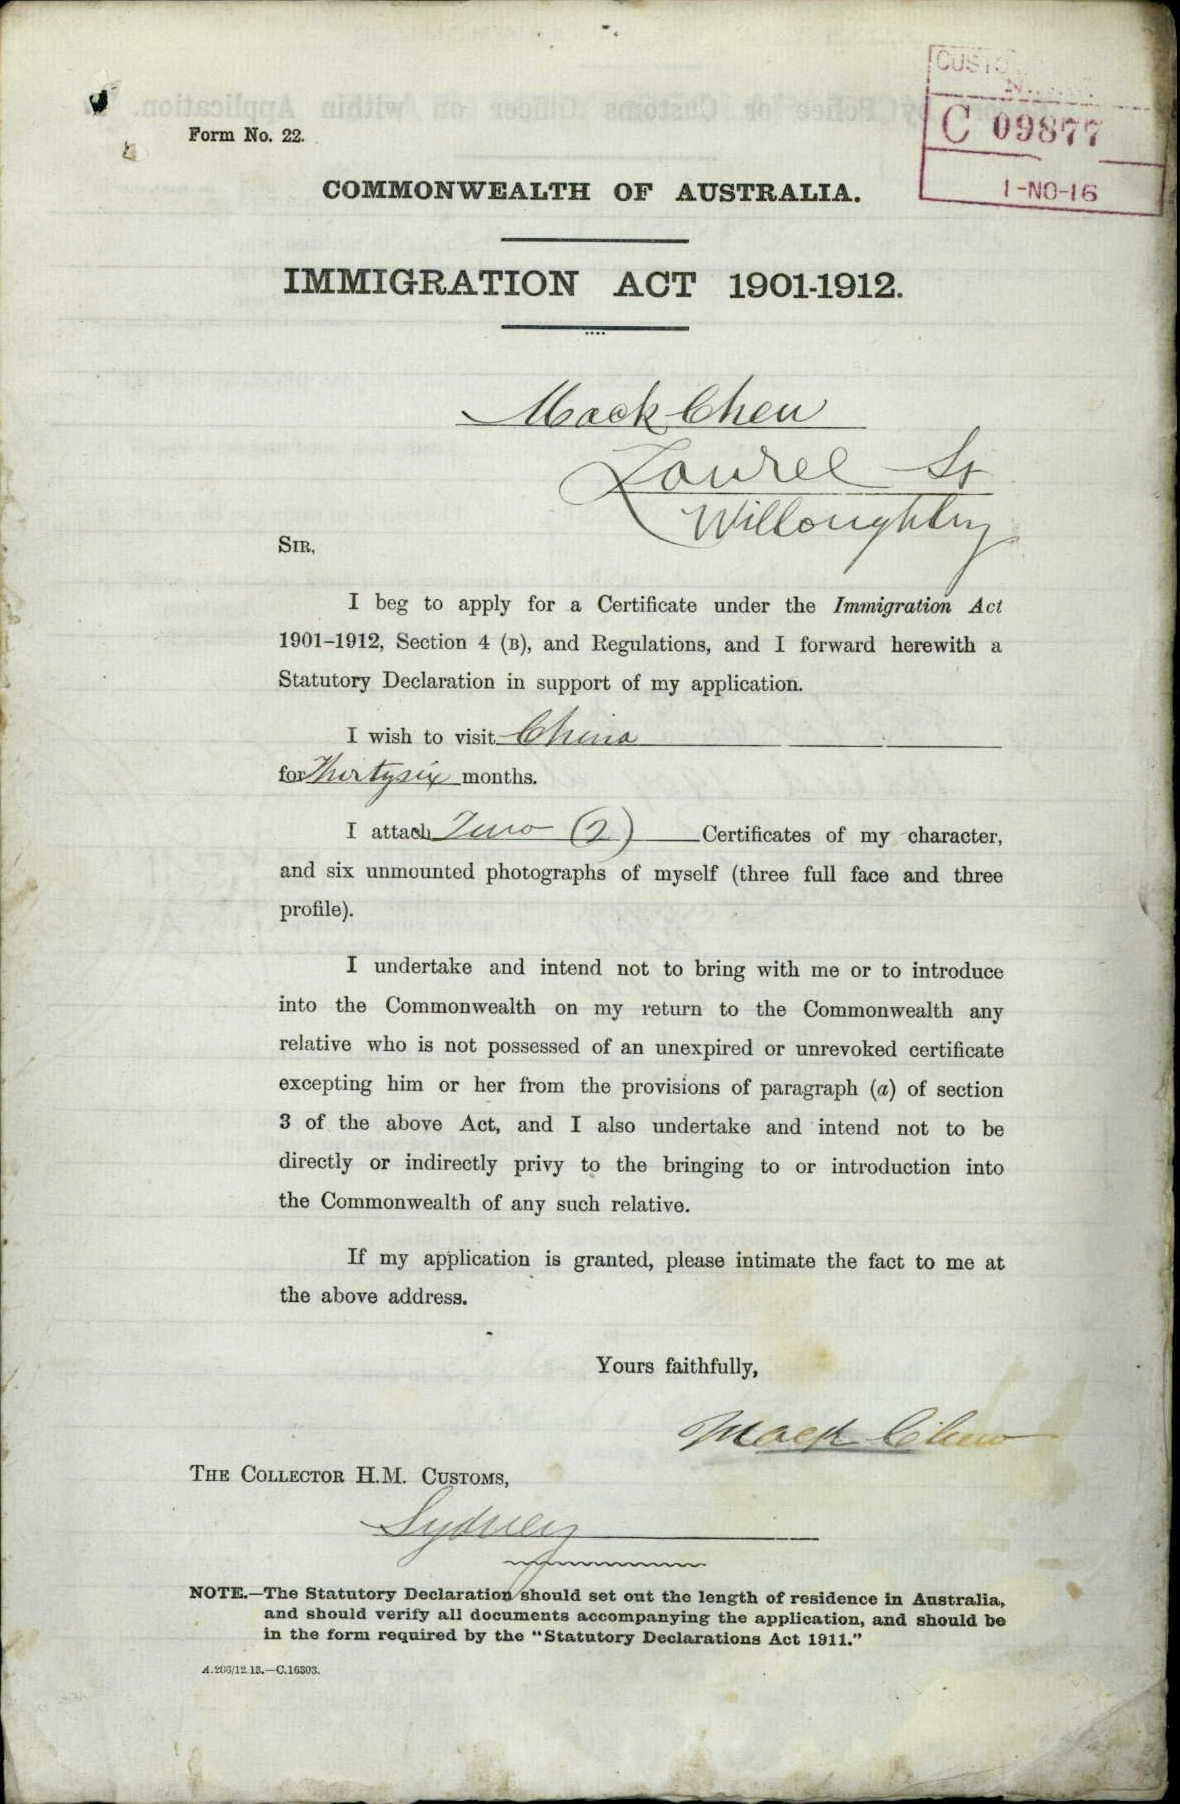 CUSTO
C 09877
1-NO-16
Form No. 22.
COMMONWEALTH OF AUSTRALIA.
IMMIGRATION ACT 1901-1912.
Mack Chew
Laurel St
Willoughby
SIR,
I beg to apply for a Certificate under the Immigration Act
1901–1912, Section 4 (B), and Regulations, and I forward herewith a
Statutory Declaration in support of my application.
I wish to visit China
for Thirtysix months.
I attach Two (2) Certificates of my character,
and six unmounted photographs of myself (three full face and three
profile).
I undertake and intend not to bring with me or to introduce
into the Commonwealth on my return to the Commonwealth any
relative who is not possessed of an unexpired or unrevoked certificate
excepting him or her from the provisions of paragraph (a) of section
3 of the above Act, and I also undertake and intend not to be
directly or indirectly privy to the bringing to or introduction into
the Commonwealth of any such relative.
If my application is granted, please intimate the fact to me at
the above address.
Yours faithfully,
Mack Chew
THE COLLECTOR H.M. CUSTOMS,
Sydney
NOTE.—The Statutory Declaration should set out the length of residence in Australia,
and should verify all documents accompanying the application, and should be
in the form required by the "Statutory Declarations Act 1911."
A.206/12.13.—C.16303.